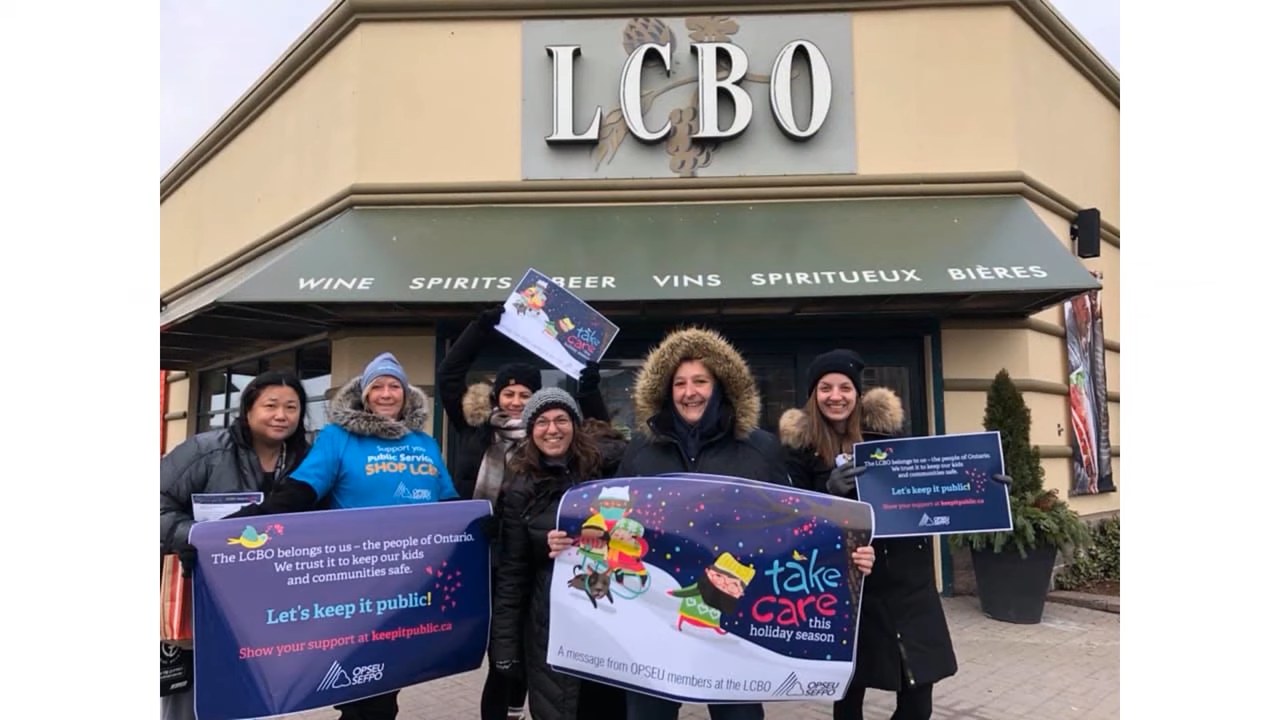 LCBO
WINE SPIRITS BEER VINS SPIRITUEUX BIÈRES
take
care
Support your
Public Services
SHOP LCBO
OPSEU
SEFPO
The LCBO belongs to us – the people of Ontario.
We trust it to keep our kids
and communities safe.
Let's keep it public!
Show your support at keepitpublic.ca
OPSEU
SEFPO
take
care this
holiday season
A message from OPSEU members at the LCBO
OPSEU
SEFPO
The LCBO belongs to us – the people of Ontario.
We trust it to keep our kids
and communities safe.
Let's keep it public!
Show your support at keepitpublic.ca
OPSEU
SEFPO